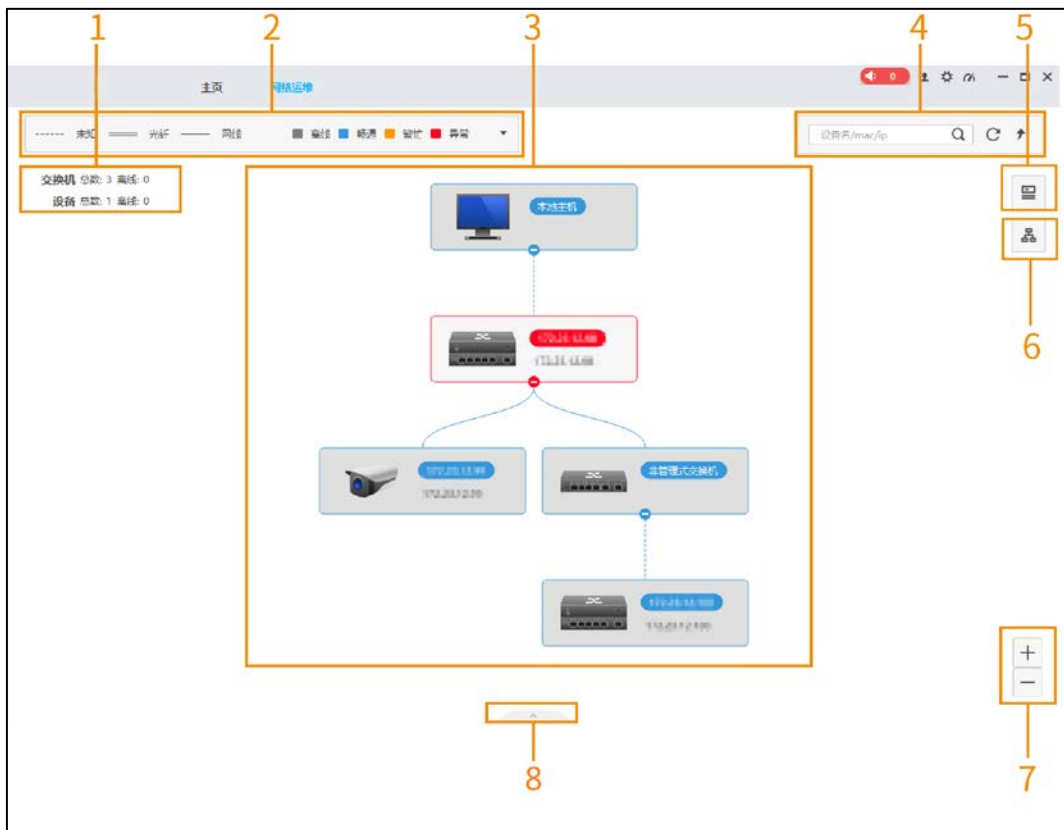 1 2 3 4 5
主页 网络运维 0
未知 光纤 网线 离线 畅通 繁忙 异常 设备名/mac/ip
交换机 总数: 3 离线: 0
设备 总数: 1 离线: 0
本地主机
6
非管理式交换机
8
7